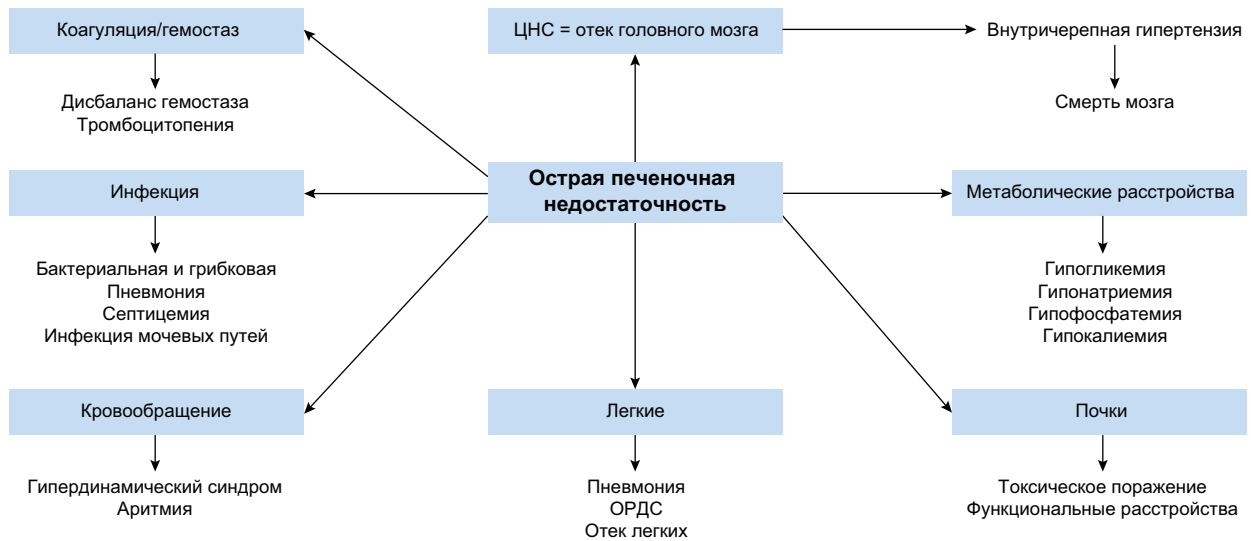 Коагуляция/гемостаз
Дисбаланс гемостаза
Тромбоцитопения
ЦНС = отек головного мозга
Внутричерепная гипертензия
Смерть мозга
Инфекция
Бактериальная и грибковая
Пневмония
Септицемия
Инфекция мочевых путей
Острая печеночная
недостаточность
Метаболические расстройства
Гипогликемия
Гипонатриемия
Гипофосфатемия
Гипокалиемия
Кровообращение
Гипердинамический синдром
Аритмия
Легкие
Пневмония
ОРДС
Отек легких
Почки
Токсическое поражение
Функциональные расстройства